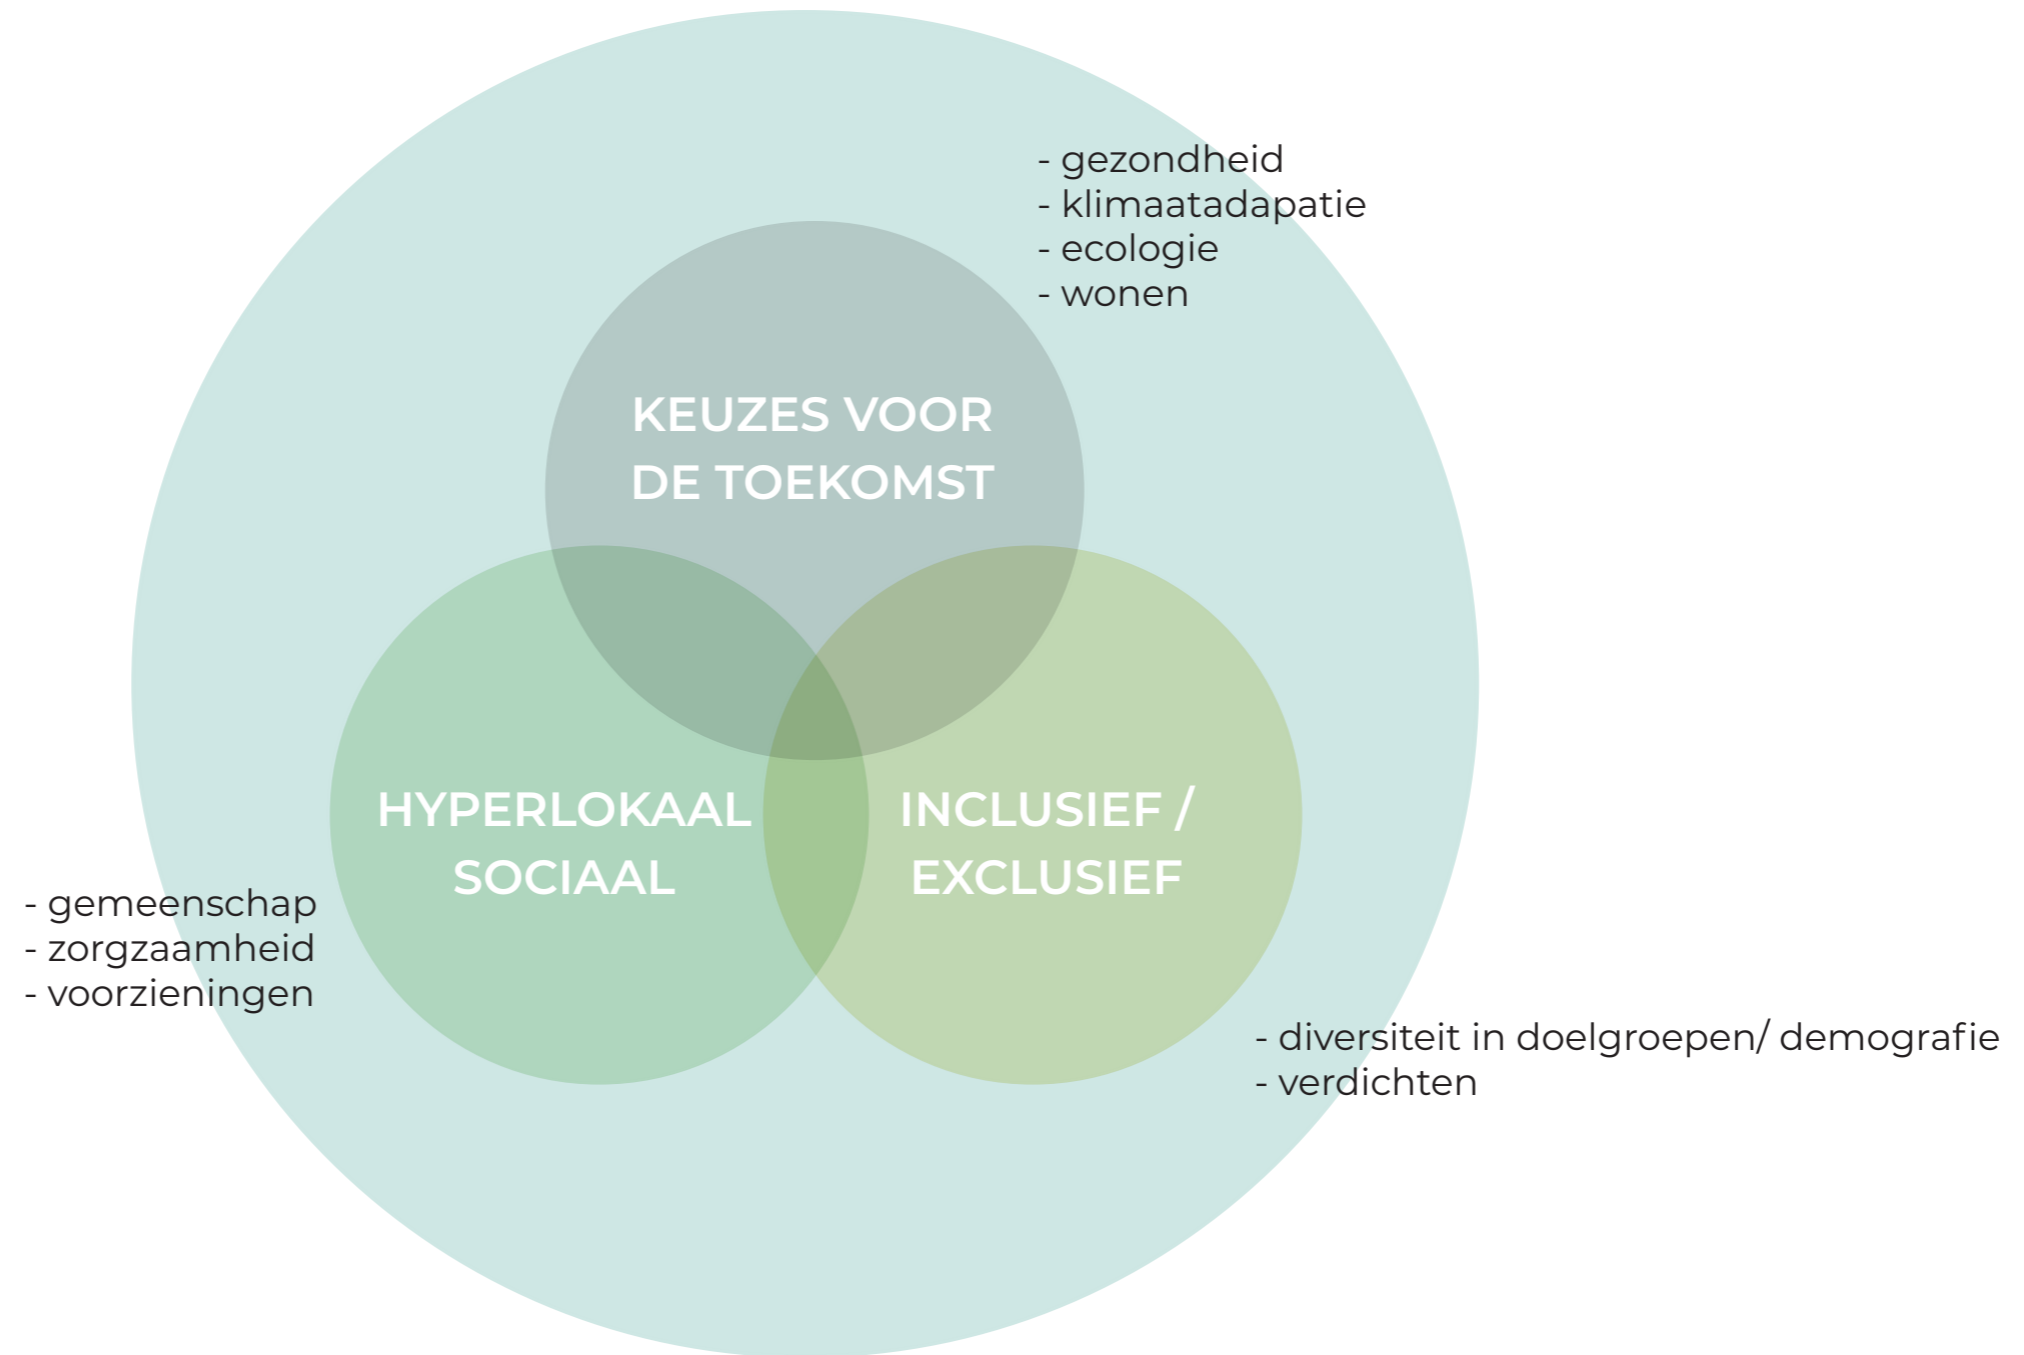 - gezondheid
- klimaatadapatie
- ecologie
- wonen
KEUZES VOOR
DE TOEKOMST
HYPERLOKAAL
SOCIAAL
INCLUSIEF /
EXCLUSIEF
- gemeenschap
- zorgzaamheid
- voorzieningen
- diversiteit in doelgroepen/ demografie
- verdichten